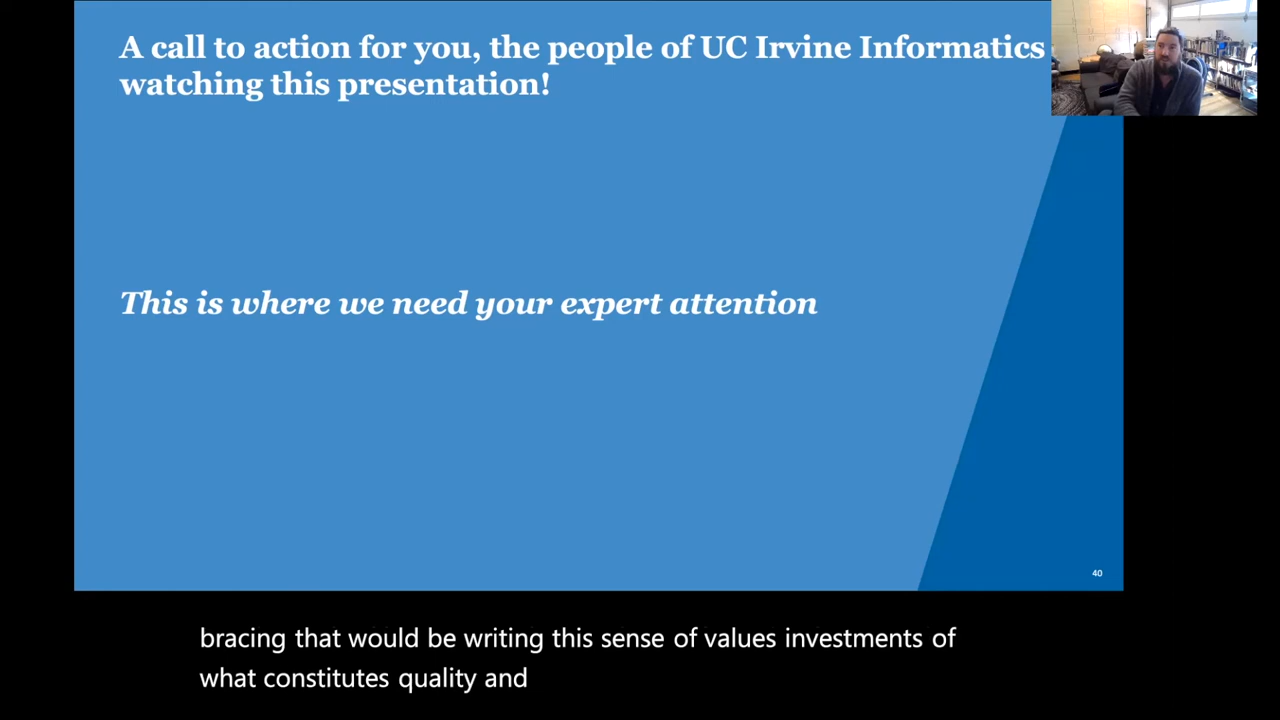 A call to action for you, the people of UC Irvine Informatics
watching this presentation!
This is where we need your expert attention
40
bracing that would be writing this sense of values investments of
what constitutes quality and